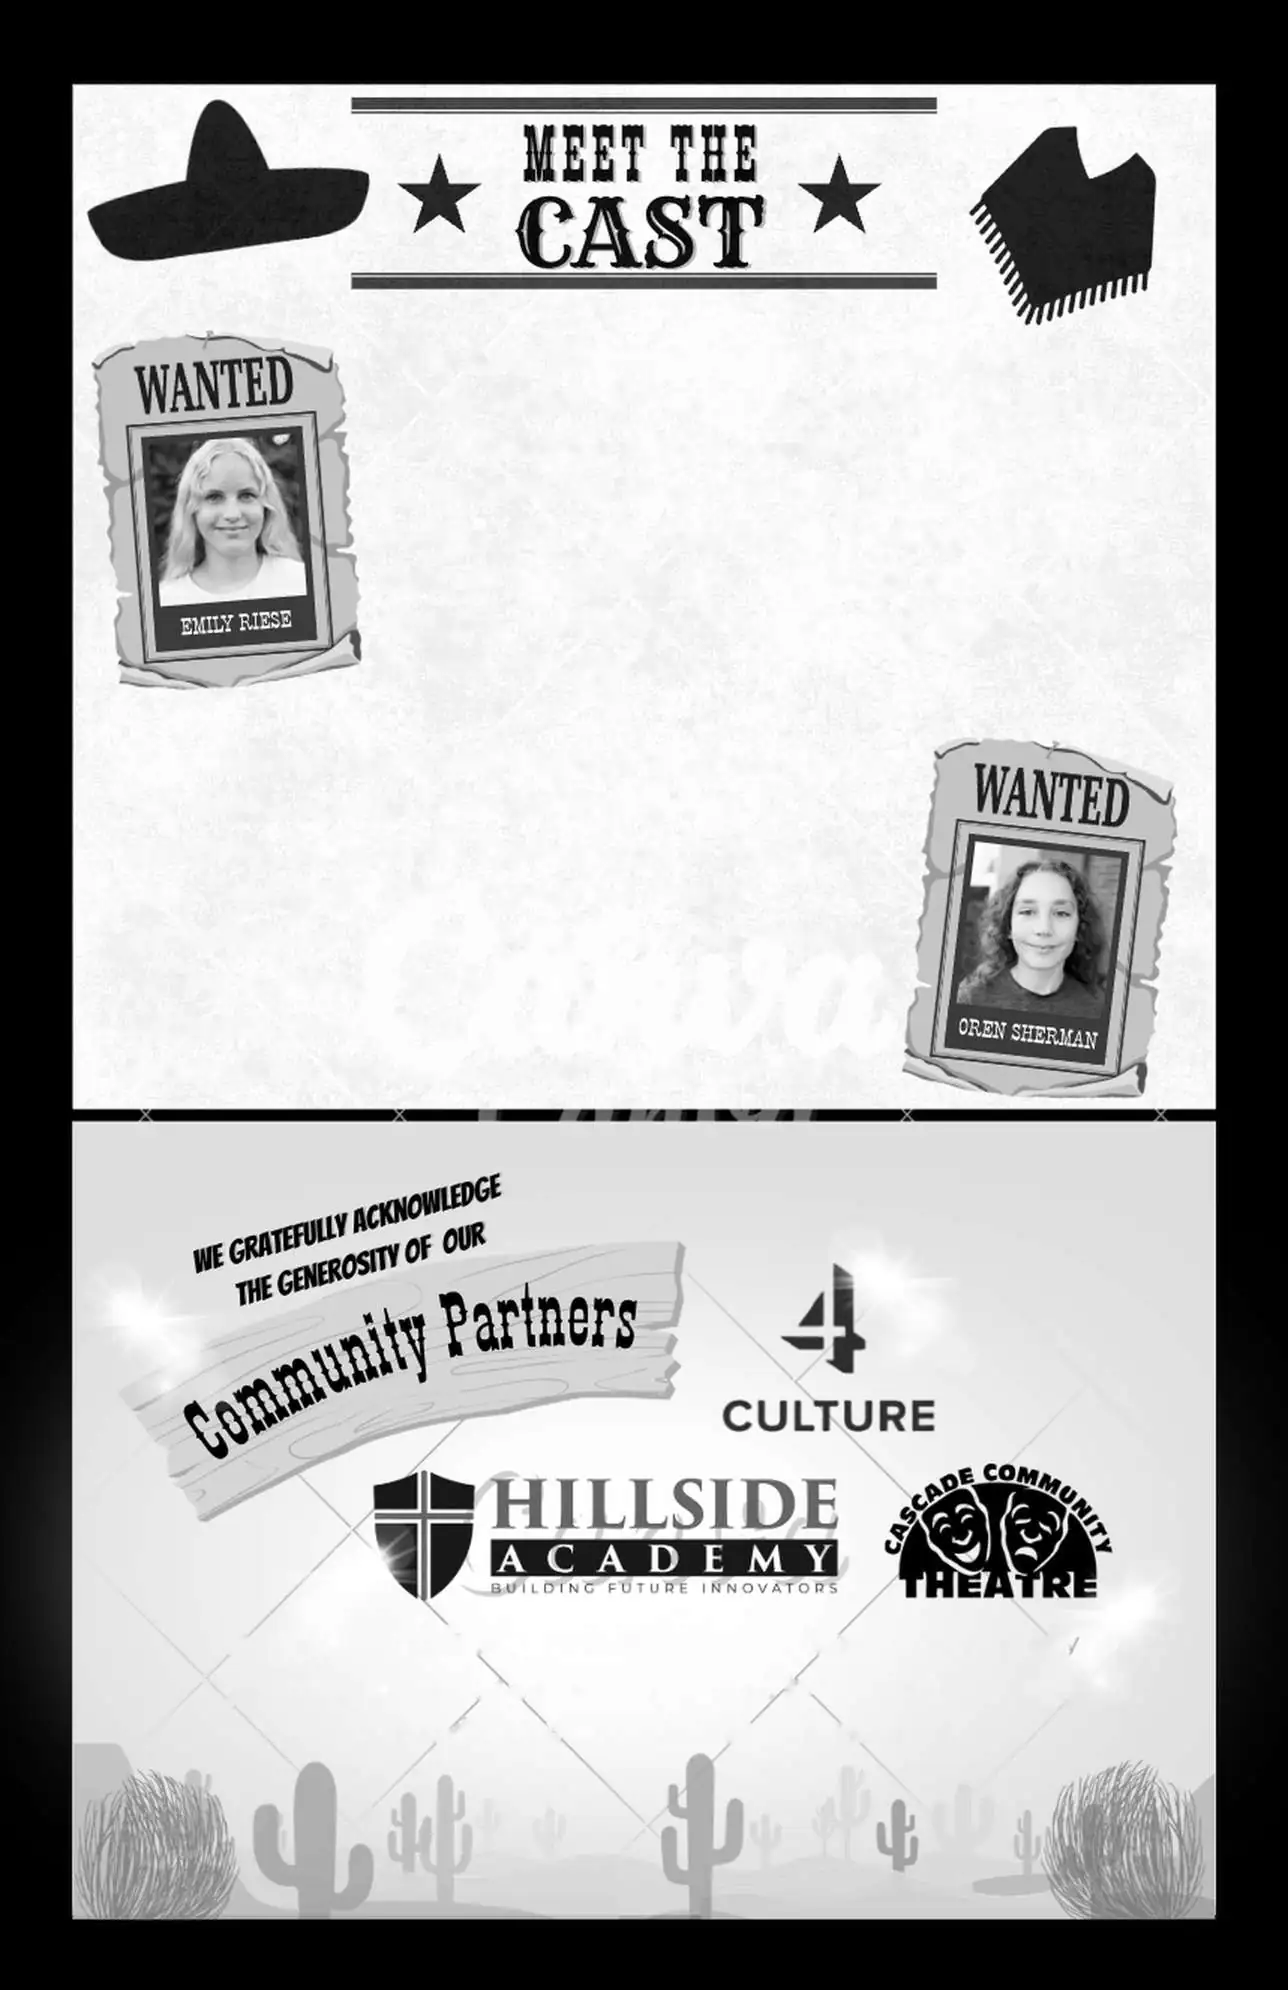 MEET THE
CAST
WANTED
EMILY RIESE
WANTED
OREN SHERMAN
Canva
WE GRATEFULLY ACKNOWLEDGE
THE GENEROSITY OF OUR
Community Partners
4
CULTURE
HILLSIDE
ACADEMY
BUILDING FUTURE INNOVATORS
CASCADE COMMUNITY
THEATRE